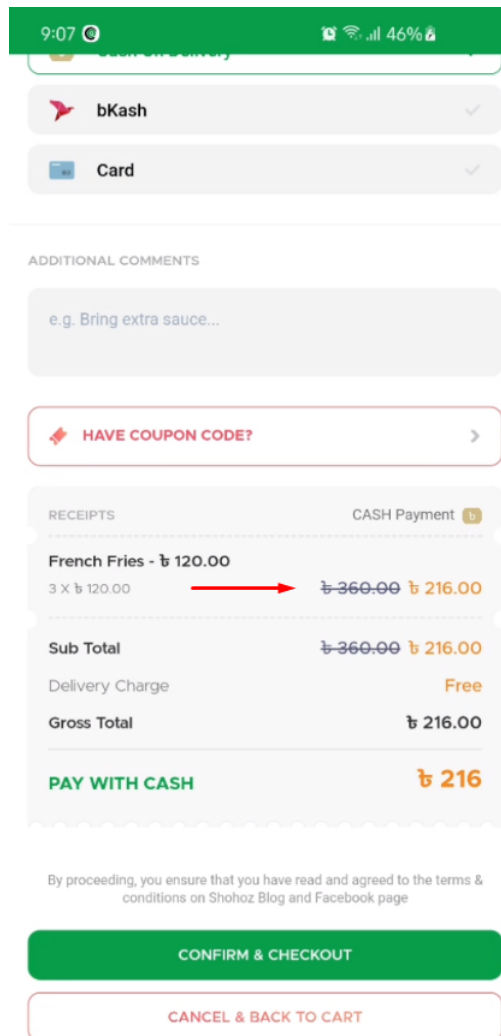 9:07 46%
Cash On Delivery
bKash
Card
ADDITIONAL COMMENTS
e.g. Bring extra sauce...
HAVE COUPON CODE?
RECEIPTS CASH Payment ৳
French Fries - ৳ 120.00
3 X ৳ 120.00 ৳ 360.00 ৳ 216.00
Sub Total ৳ 360.00 ৳ 216.00
Delivery Charge Free
Gross Total ৳ 216.00
PAY WITH CASH ৳ 216
By proceeding, you ensure that you have read and agreed to the terms &
conditions on Shohoz Blog and Facebook page
CONFIRM & CHECKOUT
CANCEL & BACK TO CART